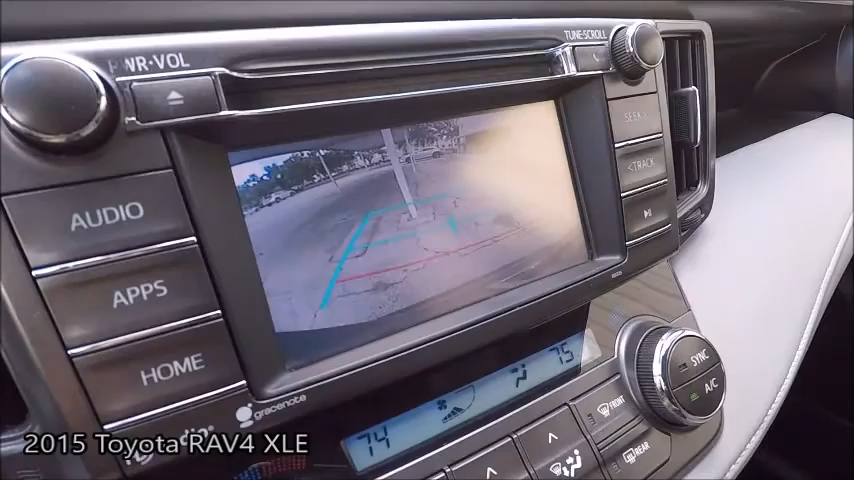 PWR•VOL
TUNE•SCROLL
AUDIO
APPS
HOME
SEEK
<TRACK
gracenote
74
75
SYNC
A/C
FRONT
REAR
2015 Toyota RAV4 XLE